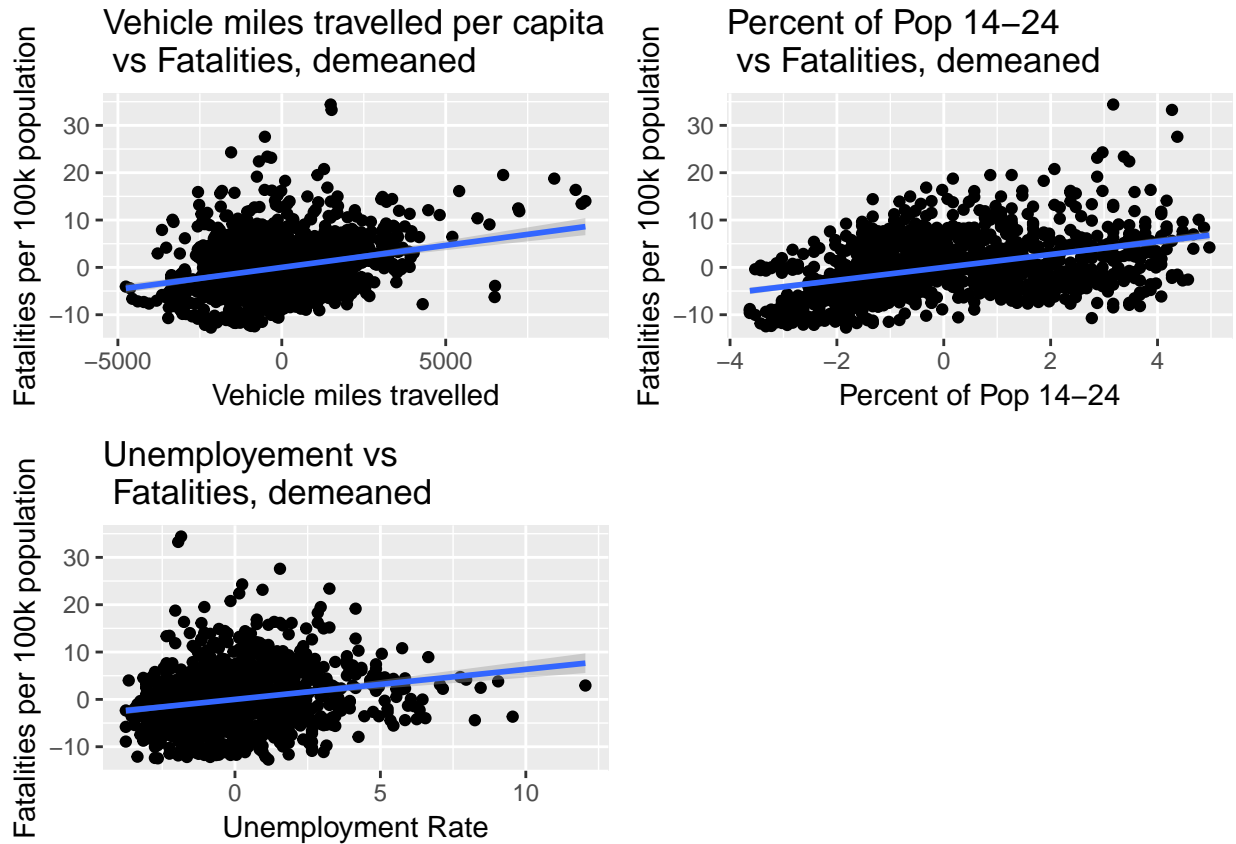 Vehicle miles travelled per capita
vs Fatalities, demeaned
Fatalities per 100k population
30
20
10
0
−10
−5000
0
5000
Vehicle miles travelled
Percent of Pop 14−24
vs Fatalities, demeaned
Fatalities per 100k population
30
20
10
0
−10
−4
−2
0
2
4
Percent of Pop 14−24
Unemployement vs
Fatalities, demeaned
Fatalities per 100k population
30
20
10
0
−10
0
5
10
Unemployment Rate